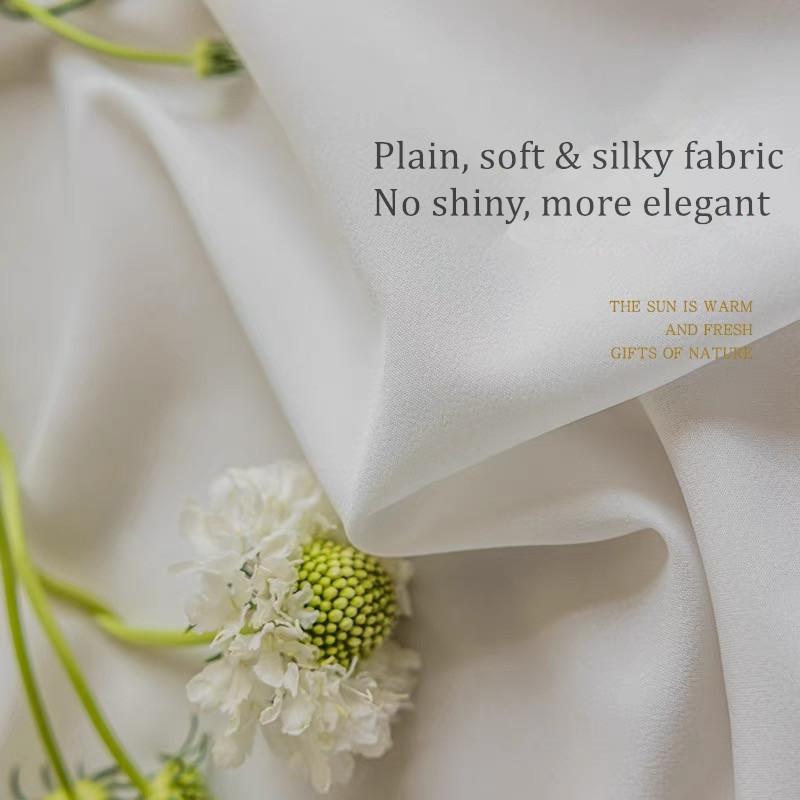 Plain, soft & silky fabric
No shiny, more elegant
THE SUN IS WARM
AND FRESH
GIFTS OF NATURE